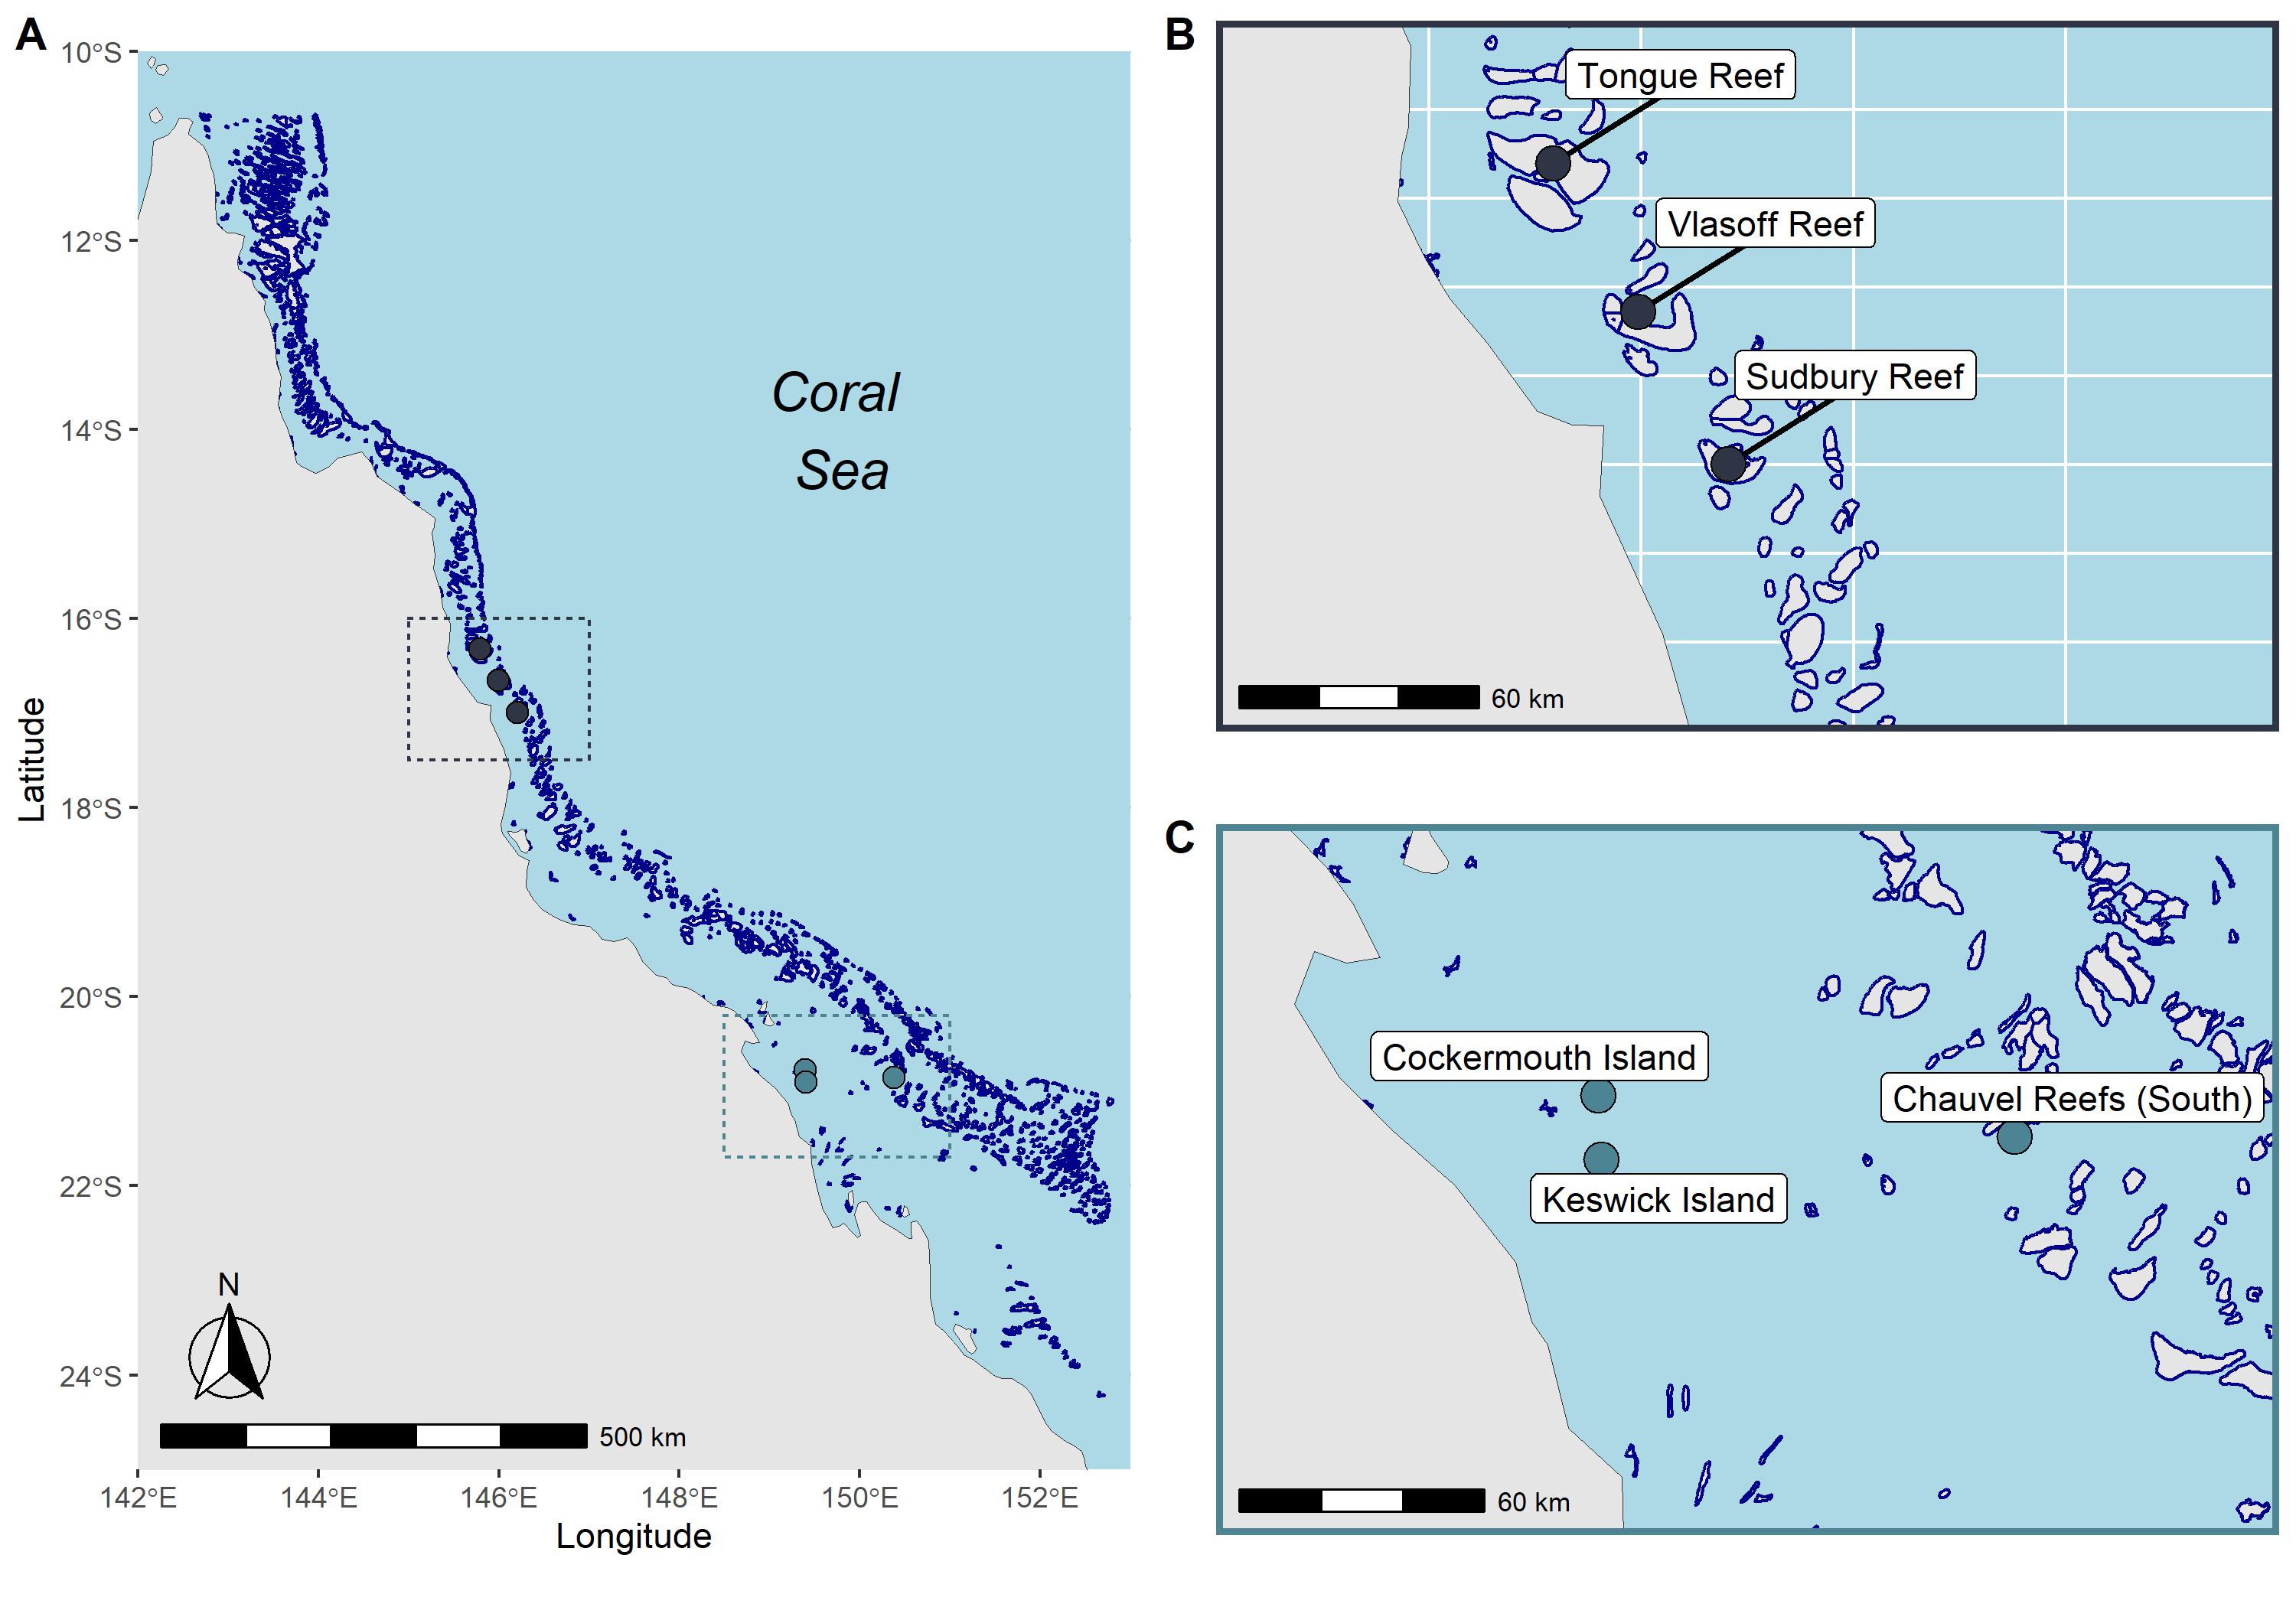 A
10°S
12°S
14°S
16°S
18°S
20°S
22°S
24°S
Latitude
Coral
Sea
N
500 km
142°E 144°E 146°E 148°E 150°E 152°E
Longitude
B
Tongue Reef
Vlasoff Reef
Sudbury Reef
60 km
C
Cockermouth Island
Chauvel Reefs (South)
Keswick Island
60 km